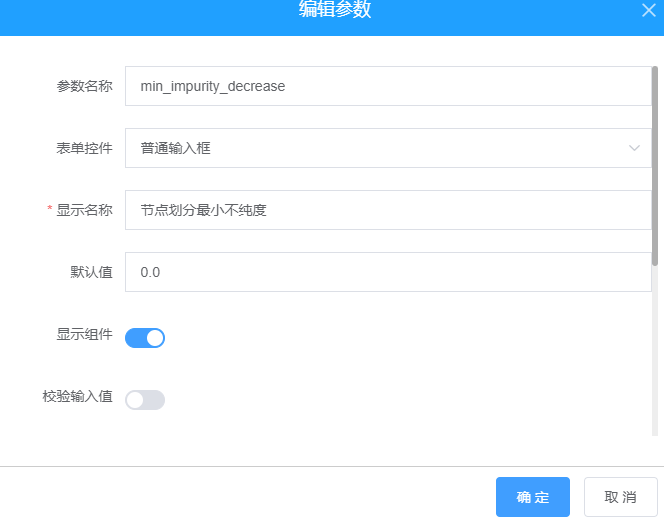 编辑参数
参数名称 min_impurity_decrease
表单控件 普通输入框
* 显示名称 节点划分最小不纯度
默认值 0.0
显示组件
校验输入值
确 定 取 消